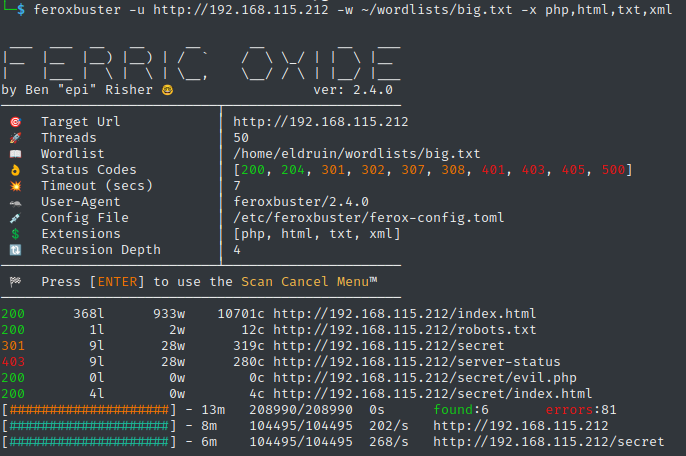 $ feroxbuster -u http://192.168.115.212 -w ~/wordlists/big.txt -x php,html,txt,xml
FERRIC OXIDE
by Ben "epi" Risher 🤓 ver: 2.4.0
🎯 Target Url │ http://192.168.115.212
🚀 Threads │ 50
📖 Wordlist │ /home/eldruin/wordlists/big.txt
👌 Status Codes │ [200, 204, 301, 302, 307, 308, 401, 403, 405, 500]
💥 Timeout (secs) │ 7
🦡 User-Agent │ feroxbuster/2.4.0
💉 Config File │ /etc/feroxbuster/ferox-config.toml
💲 Extensions │ [php, html, txt, xml]
🔃 Recursion Depth │ 4
🏁 Press [ENTER] to use the Scan Cancel Menu™
200 368l 933w 10701c http://192.168.115.212/index.html
200 1l 2w 12c http://192.168.115.212/robots.txt
301 9l 28w 319c http://192.168.115.212/secret
403 9l 28w 280c http://192.168.115.212/server-status
200 0l 0w 0c http://192.168.115.212/secret/evil.php
200 4l 0w 4c http://192.168.115.212/secret/index.html
[####################] - 13m 208990/208990 0s found:6 errors:81
[####################] - 8m 104495/104495 202/s http://192.168.115.212
[####################] - 6m 104495/104495 268/s http://192.168.115.212/secret